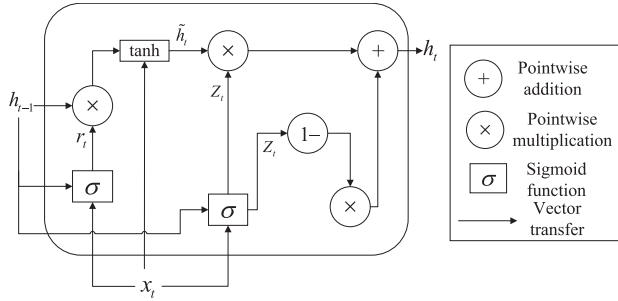 tanh
h̃ₜ
×
+
hₜ
hₜ₋₁
×
rₜ
Zₜ
Zₜ
1−
σ
σ
×
xₜ
+
Pointwise
addition
×
Pointwise
multiplication
σ
Sigmoid
function
Vector
transfer